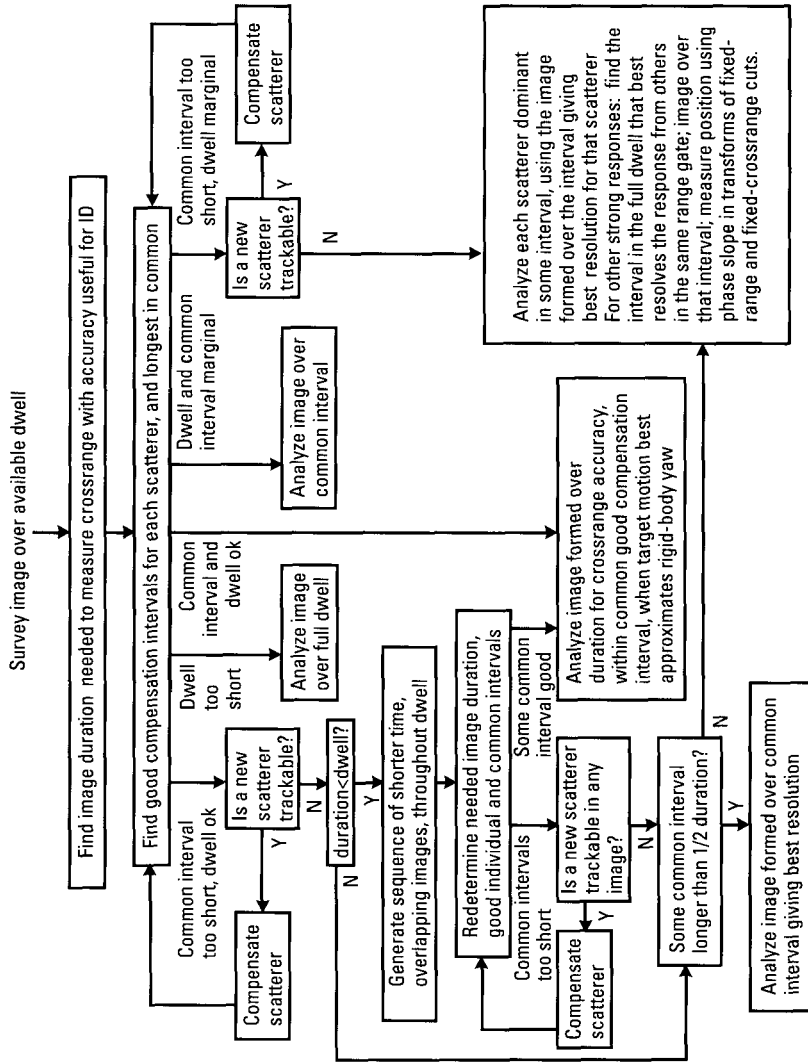 Survey image over available dwell
Find image duration needed to measure crossrange with accuracy useful for ID
Find good compensation intervals for each scatterer, and longest in common
Common interval
too short, dwell ok
Dwell
too
short
Common
interval and
dwell ok
Dwell and common
interval marginal
Common interval too
short, dwell marginal
Is a new
scatterer
trackable?
Y
N
Compensate
scatterer
Analyze image
over full dwell
Analyze image over
common interval
Is a new
scatterer
trackable?
Y
N
Compensate
scatterer
duration<dwell?
N
Y
Generate sequence of shorter time,
overlapping images, throughout dwell
Redetermine needed image duration,
good individual and common intervals
Common intervals
too short
Some common
interval good
Is a new scatterer
trackable in any
image?
Y
N
Compensate
scatterer
Some common interval
longer than 1/2 duration?
N
Y
Analyze image formed over common
interval giving best resolution
Analyze image formed over
duration for crossrange accuracy,
within common good compensation
interval, when target motion best
approximates rigid-body yaw
Analyze each scatterer dominant
in some interval, using the image
formed over the interval giving
best resolution for that scatterer
For other strong responses: find the
interval in the full dwell that best
resolves the response from others
in the same range gate; image over
that interval; measure position using
phase slope in transforms of fixed-
range and fixed-crossrange cuts.